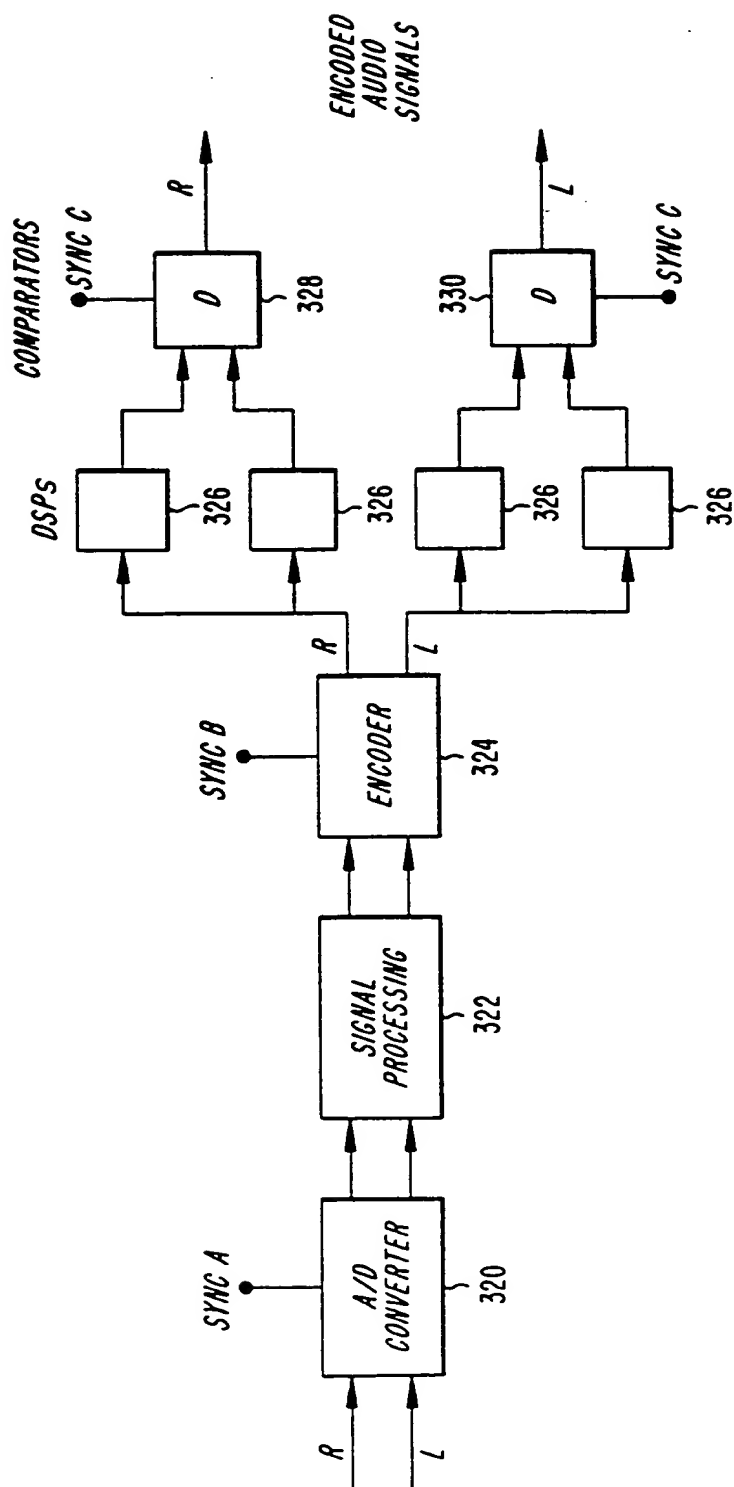 R
L
A/D
CONVERTER
320
SYNC A
SIGNAL
PROCESSING
322
SYNC B
ENCODER
324
R
L
DSPs
326
326
326
326
COMPARATORS
SYNC C
D
328
R
330
D
L
SYNC C
ENCODED
AUDIO
SIGNALS